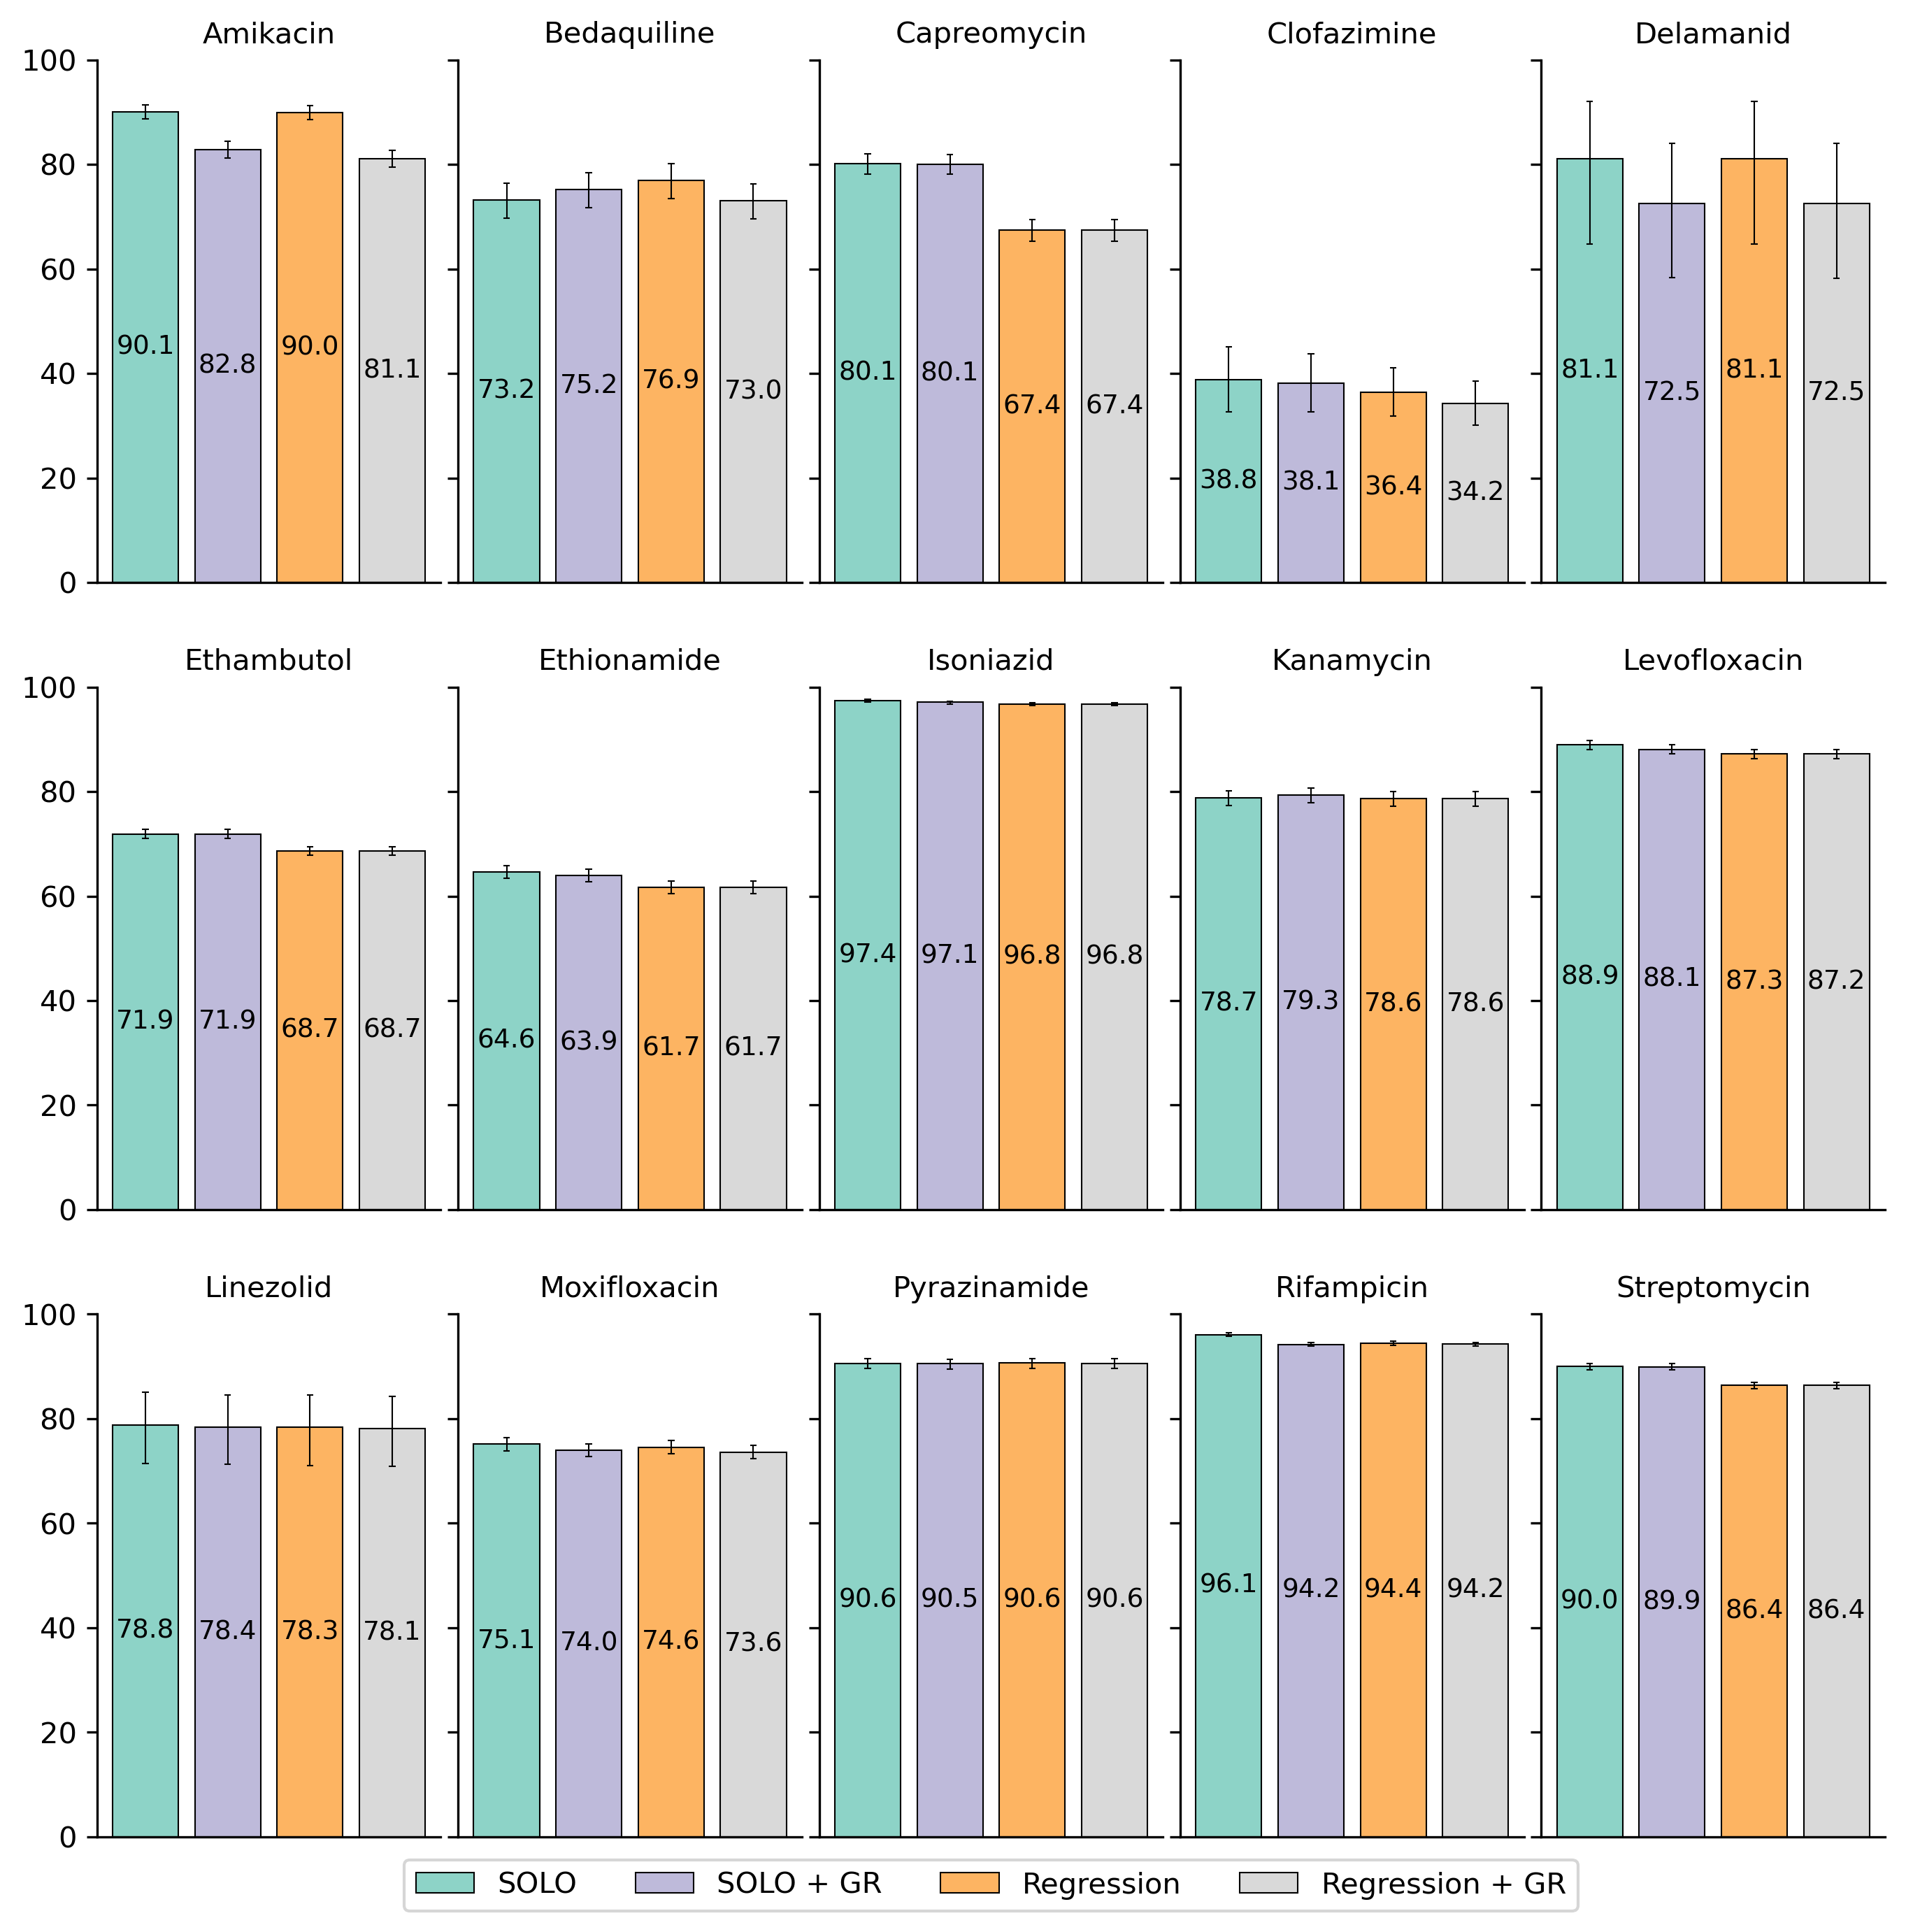 Amikacin Bedaquiline Capreomycin Clofazimine Delamanid
100
80
60
40
20
0
90.1 82.8 90.0 81.1
73.2 75.2 76.9 73.0
80.1 80.1 67.4 67.4
38.8 38.1 36.4 34.2
81.1 72.5 81.1 72.5
Ethambutol Ethionamide Isoniazid Kanamycin Levofloxacin
100
80
60
40
20
0
71.9 71.9 68.7 68.7
64.6 63.9 61.7 61.7
97.4 97.1 96.8 96.8
78.7 79.3 78.6 78.6
88.9 88.1 87.3 87.2
Linezolid Moxifloxacin Pyrazinamide Rifampicin Streptomycin
100
80
60
40
20
0
78.8 78.4 78.3 78.1
75.1 74.0 74.6 73.6
90.6 90.5 90.6 90.6
96.1 94.2 94.4 94.2
90.0 89.9 86.4 86.4
SOLO SOLO + GR Regression Regression + GR